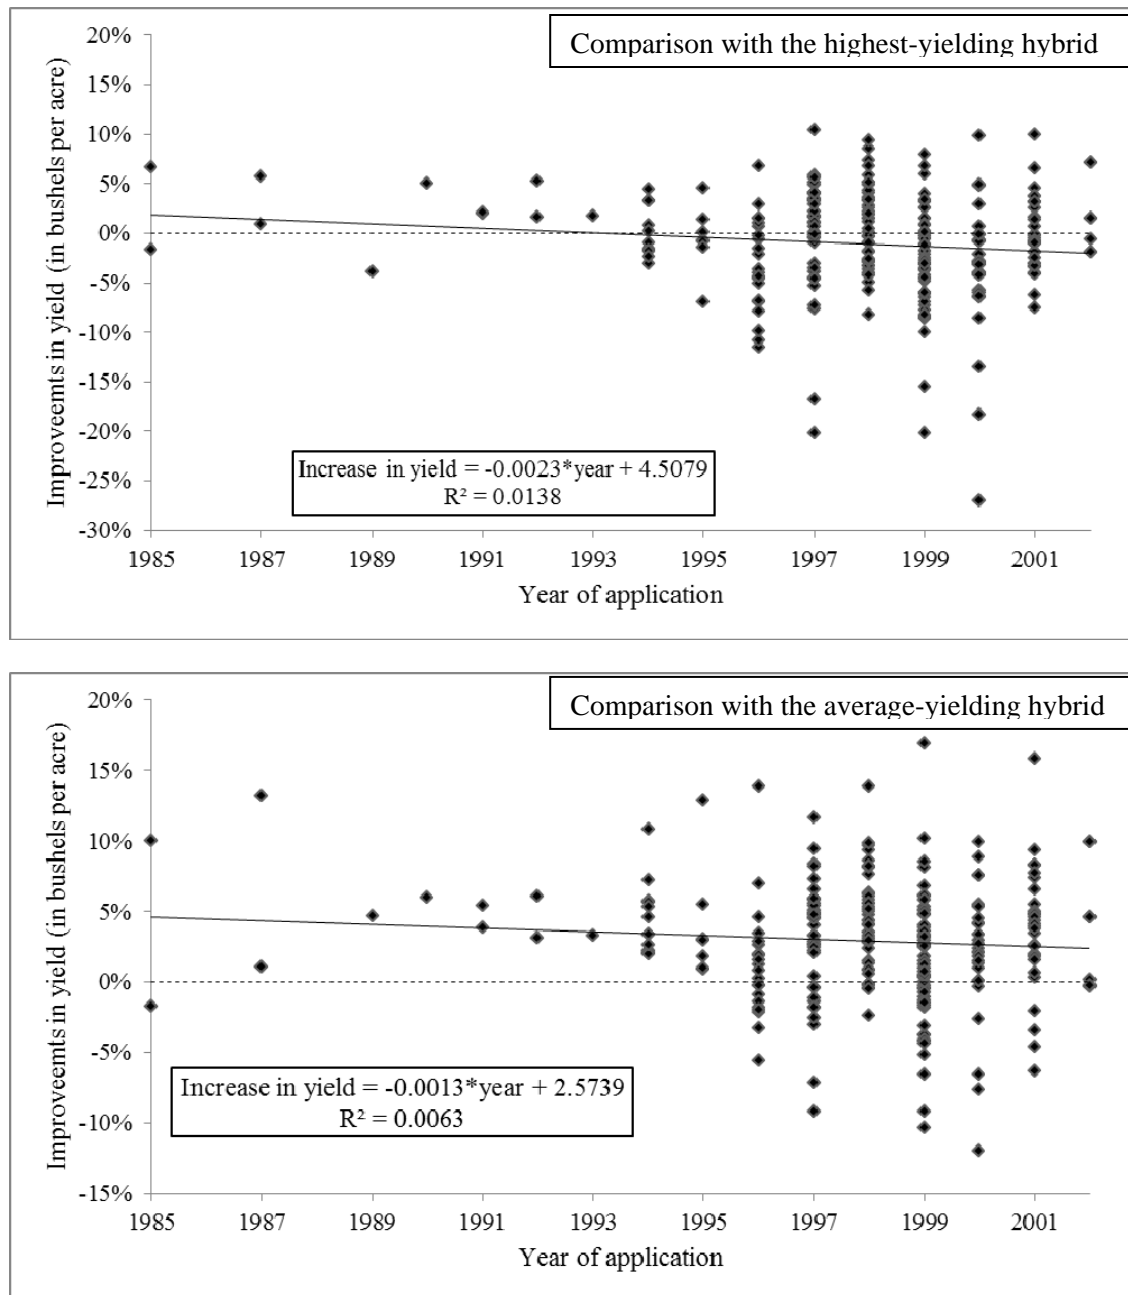 Comparison with the highest-yielding hybrid
Improveemts in yield (in bushels per acre)
20%
15%
10%
5%
0%
-5%
-10%
-15%
-20%
-25%
-30%
Increase in yield = -0.0023*year + 4.5079
R² = 0.0138
1985 1987 1989 1991 1993 1995 1997 1999 2001
Year of application
Comparison with the average-yielding hybrid
Improveemts in yield (in bushels per acre)
20%
15%
10%
5%
0%
-5%
-10%
-15%
Increase in yield = -0.0013*year + 2.5739
R² = 0.0063
1985 1987 1989 1991 1993 1995 1997 1999 2001
Year of application